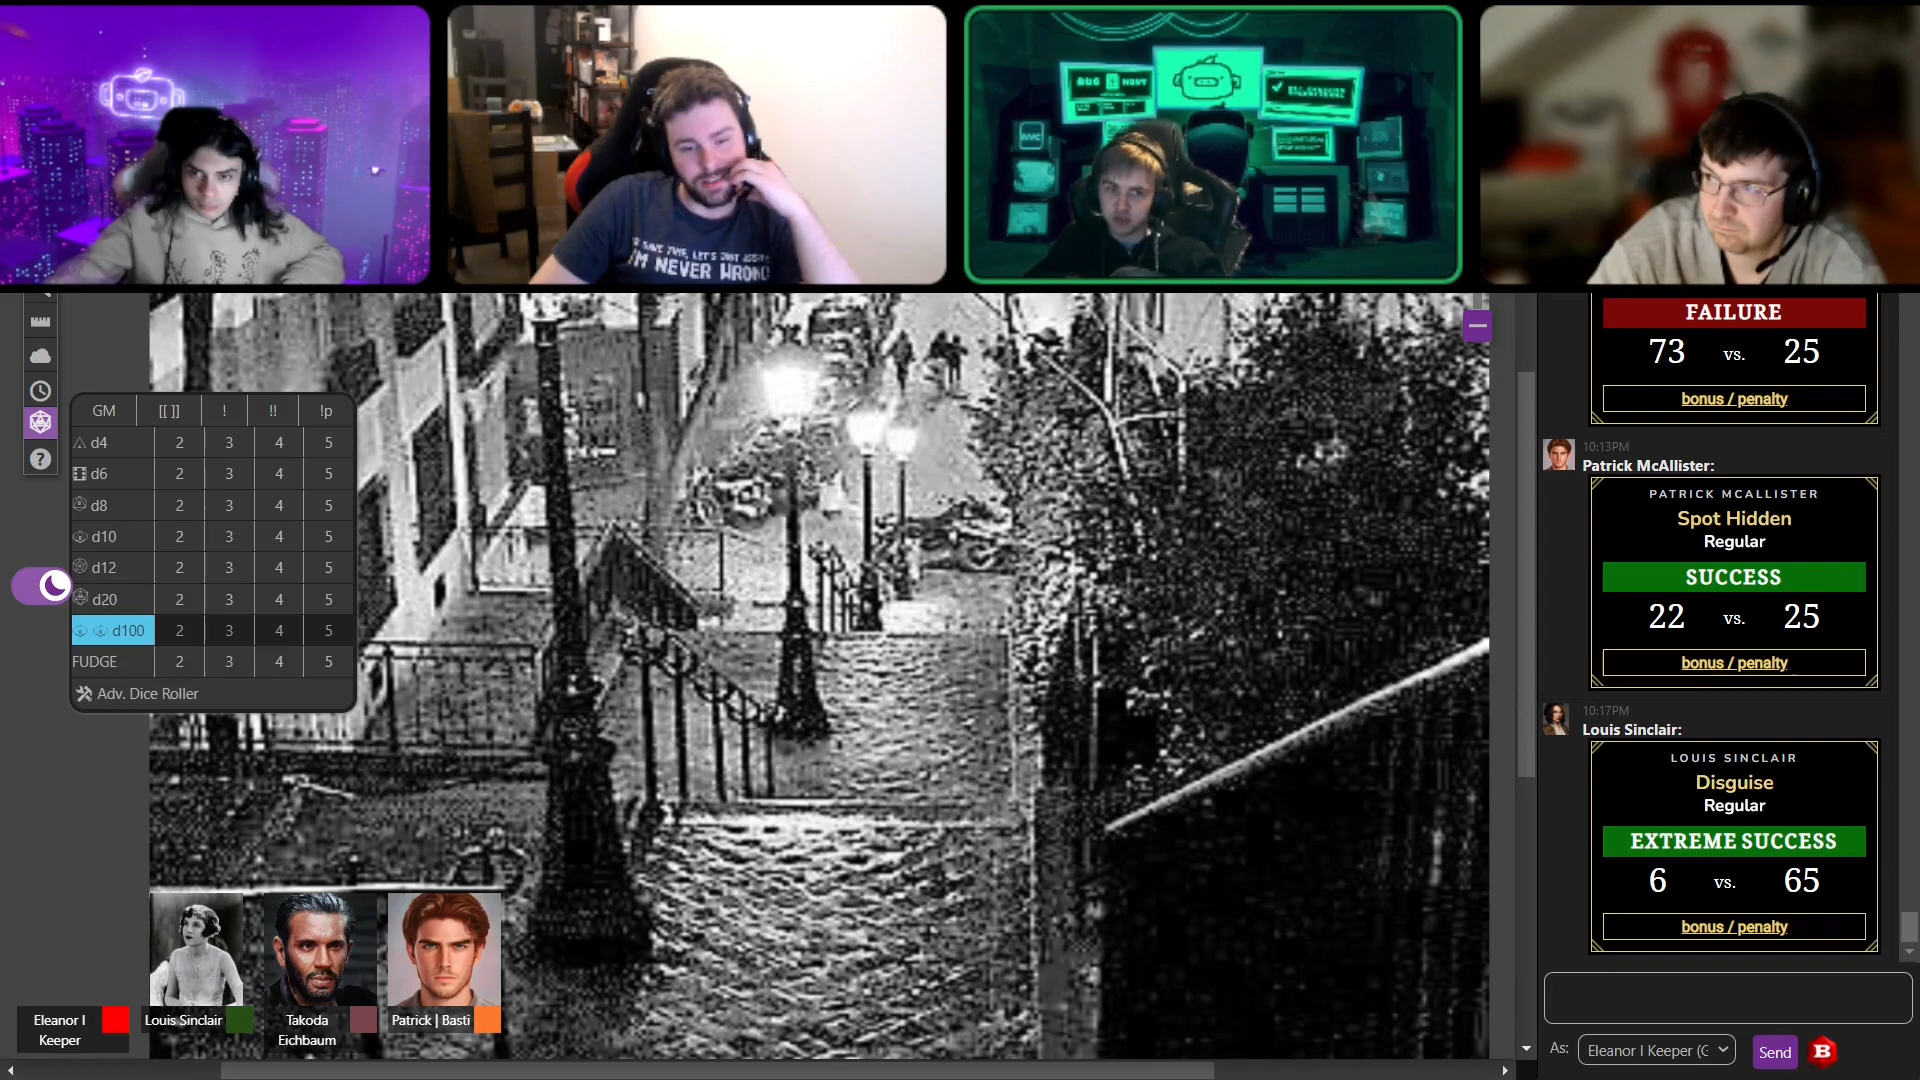 I'M NEVER WRONG
FAILURE
73 vs. 25
bonus / penalty
GM [[ ]] ! !! !p
d4 2 3 4 5
d6 2 3 4 5
d8 2 3 4 5
d10 2 3 4 5
d12 2 3 4 5
d20 2 3 4 5
d100 2 3 4 5
FUDGE 2 3 4 5
Adv. Dice Roller
10:13PM
Patrick McAllister:
PATRICK MCALLISTER
Spot Hidden
Regular
SUCCESS
22 vs. 25
bonus / penalty
10:17PM
Louis Sinclair:
LOUIS SINCLAIR
Disguise
Regular
EXTREME SUCCESS
6 vs. 65
bonus / penalty
Eleanor I
Keeper
Louis Sinclair
Takoda
Eichbaum
Patrick | Basti
As: Eleanor I Keeper (G
Send
B